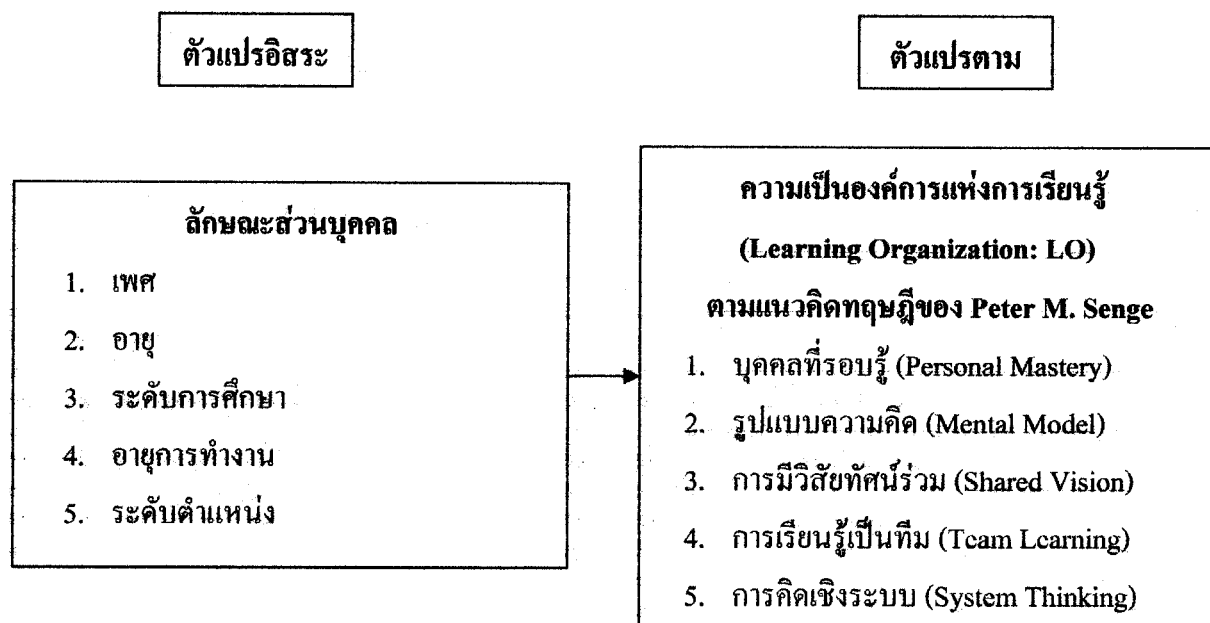 ตัวแปรอิสระ
ตัวแปรตาม
ลักษณะส่วนบุคคล
1. เพศ
2. อายุ
3. ระดับการศึกษา
4. อายุการทำงาน
5. ระดับตำแหน่ง
ความเป็นองค์การแห่งการเรียนรู้
(Learning Organization: LO)
ตามแนวคิดทฤษฎีของ Peter M. Senge
1. บุคคลที่รอบรู้ (Personal Mastery)
2. รูปแบบความคิด (Mental Model)
3. การมีวิสัยทัศน์ร่วม (Shared Vision)
4. การเรียนรู้เป็นทีม (Team Learning)
5. การคิดเชิงระบบ (System Thinking)